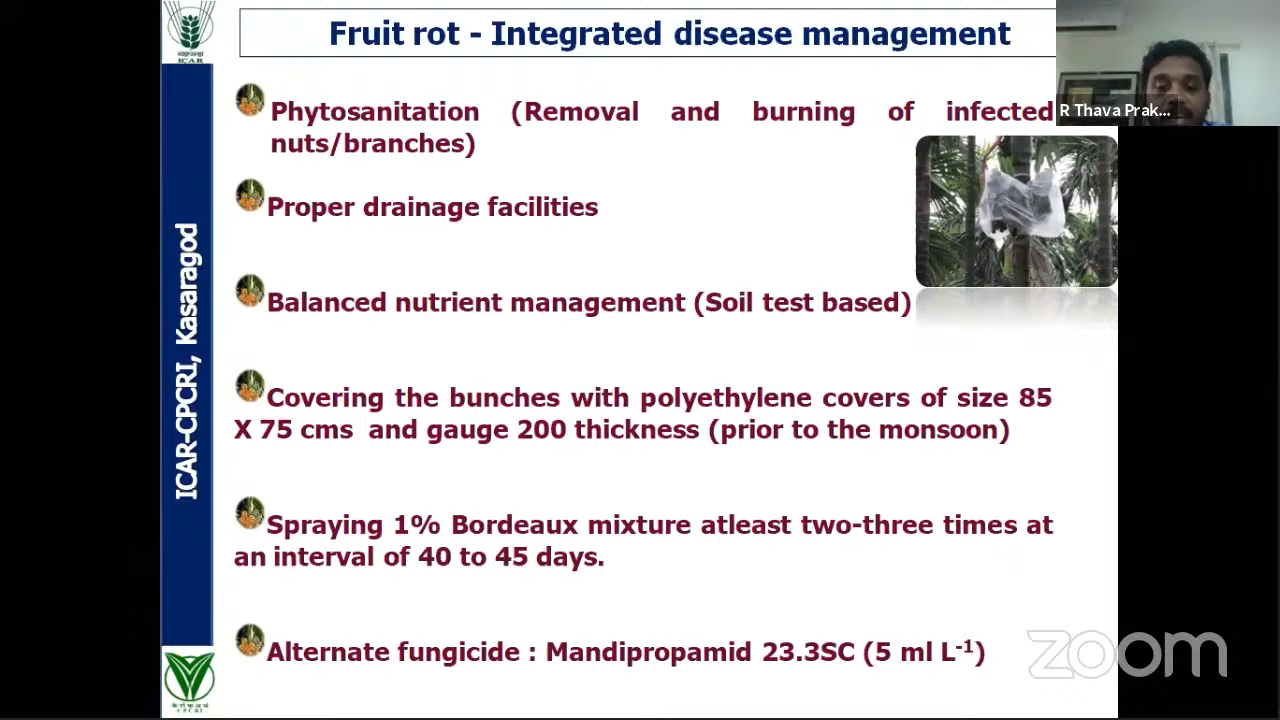 Fruit rot - Integrated disease management
Phytosanitation (Removal and burning of infected
nuts/branches)
Proper drainage facilities
Balanced nutrient management (Soil test based)
Covering the bunches with polyethylene covers of size 85
X 75 cms and gauge 200 thickness (prior to the monsoon)
Spraying 1% Bordeaux mixture atleast two-three times at
an interval of 40 to 45 days.
Alternate fungicide : Mandipropamid 23.3SC (5 ml L-1)
ICAR-CPCRI, Kasaragod
ICAR
CPCRI
R Thava Prak...
zoom